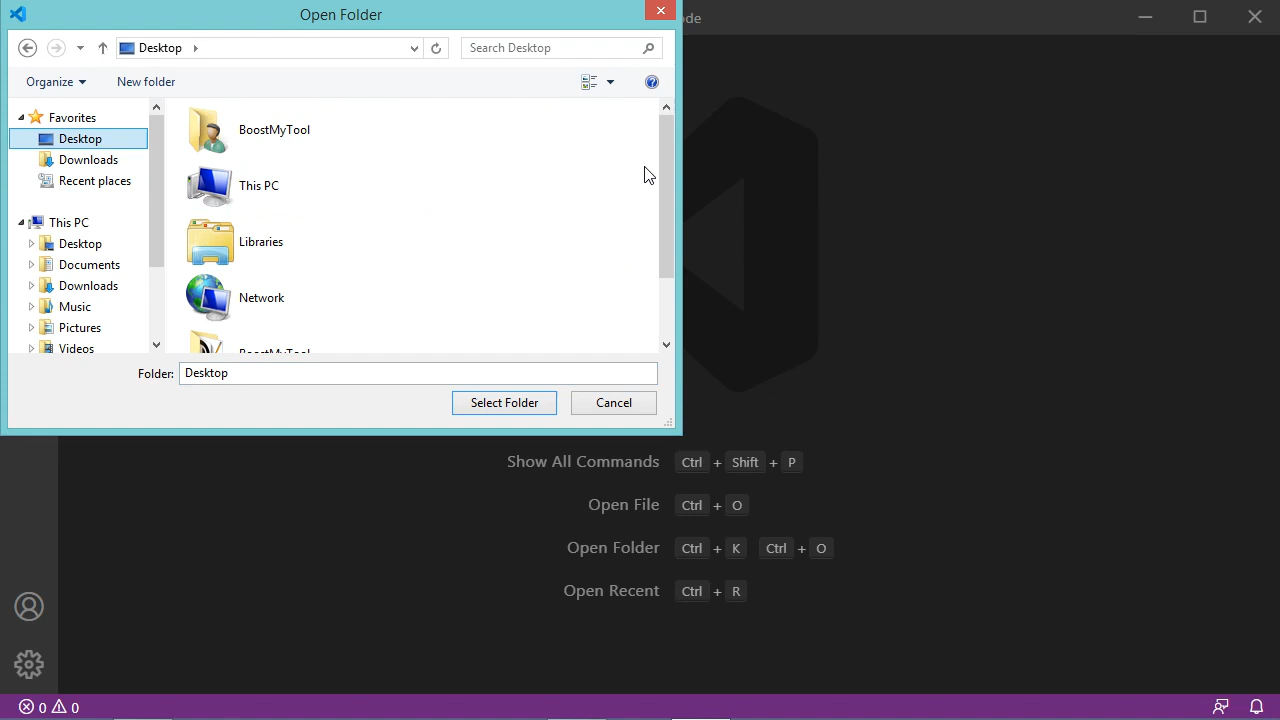 Open Folder
ode
Desktop
Search Desktop
Organize
New folder
Favorites
Desktop
Downloads
Recent places
This PC
Desktop
Documents
Downloads
Music
Pictures
Videos
BoostMyTool
This PC
Libraries
Network
BoostMyTool
Folder: Desktop
Select Folder Cancel
Show All Commands Ctrl + Shift + P
Open File Ctrl + O
Open Folder Ctrl + K Ctrl + O
Open Recent Ctrl + R
0 0